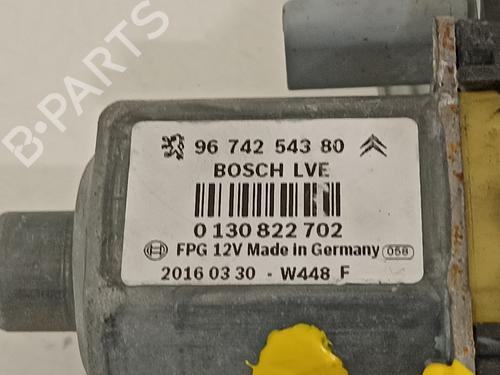 B-PARTS
96 742 543 80
BOSCH LVE
0 130 822 702
FPG 12V Made in Germany 056
2016 03 30 - W448 F